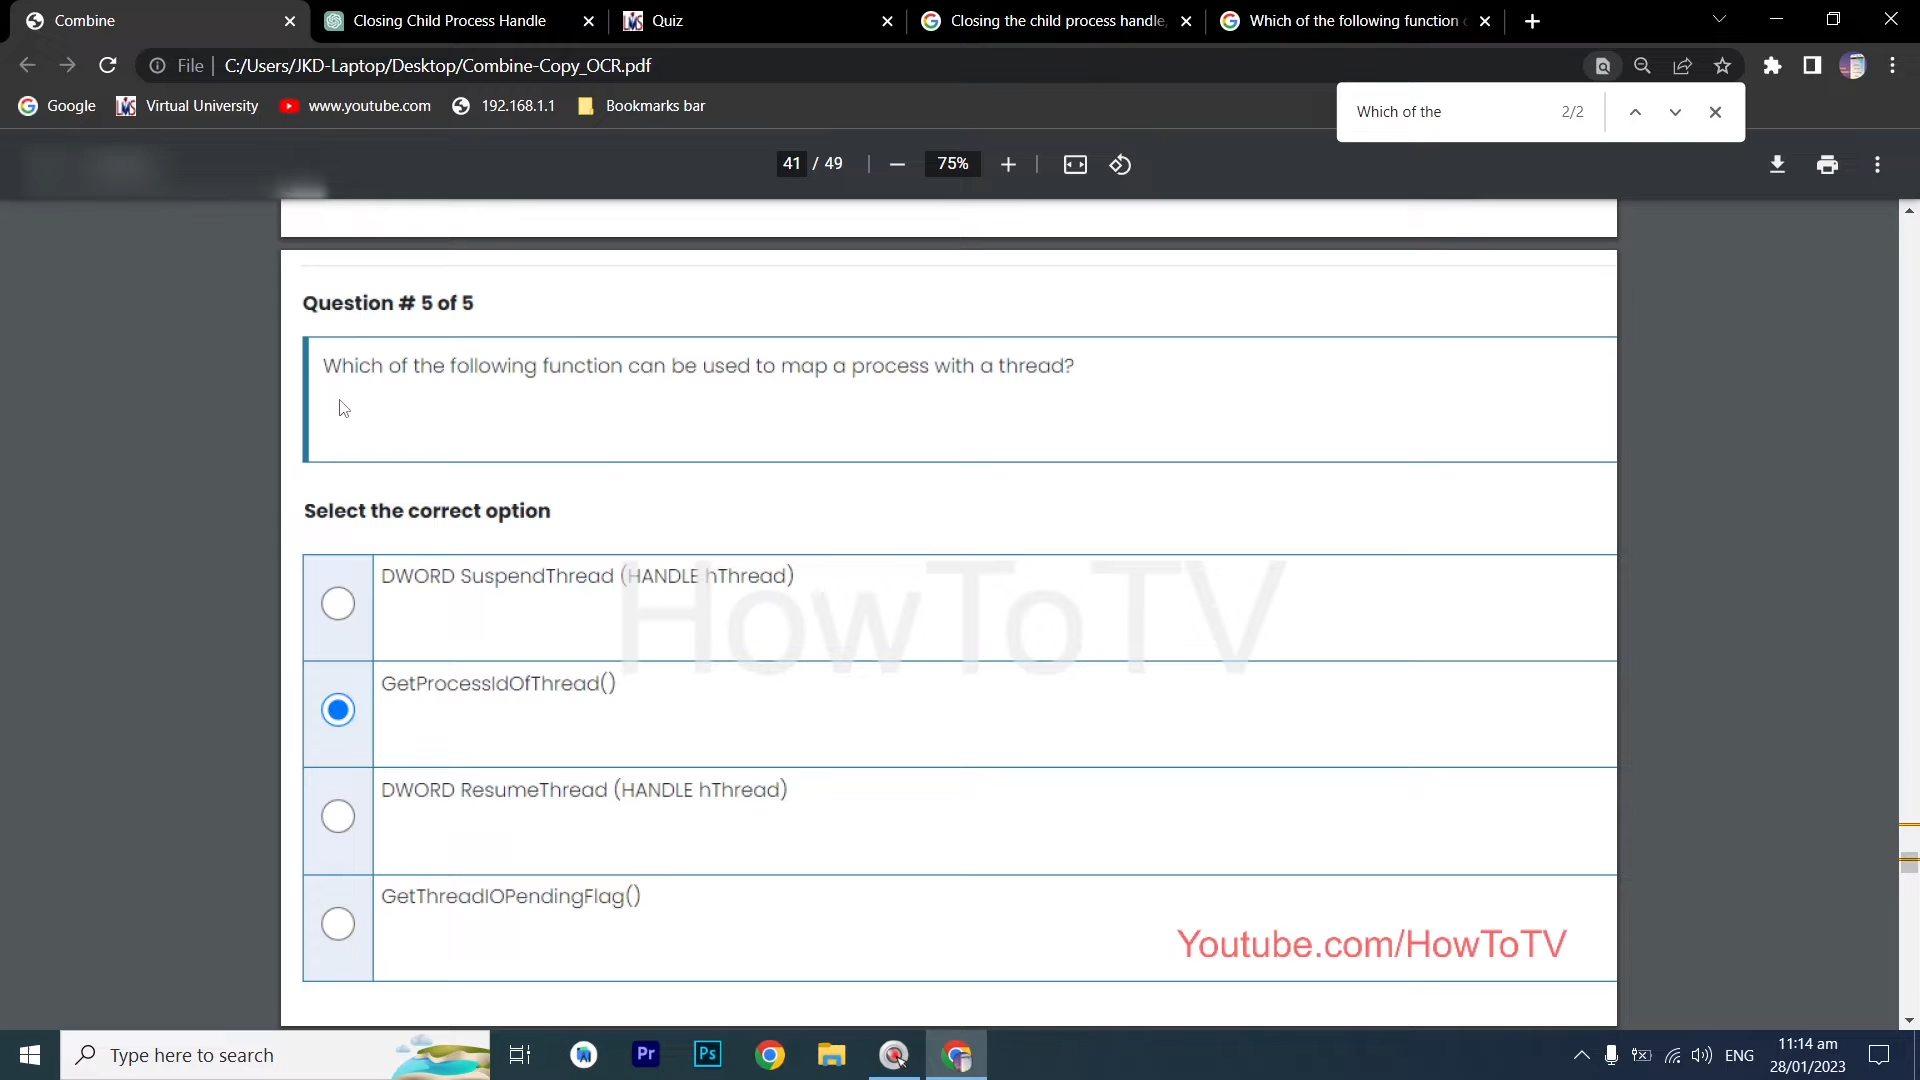 Combine
Closing Child Process Handle
Quiz
Closing the child process handle,
Which of the following function
File
C:/Users/JKD-Laptop/Desktop/Combine-Copy_OCR.pdf
Google
Virtual University
www.youtube.com
192.168.1.1
Bookmarks bar
Which of the
2/2
41 / 49
75%
Question # 5 of 5
Which of the following function can be used to map a process with a thread?
Select the correct option
DWORD SuspendThread (HANDLE hThread)
HowToTV
GetProcessIdOfThread()
DWORD ResumeThread (HANDLE hThread)
GetThreadIOPendingFlag()
Youtube.com/HowToTV
Type here to search
Pr
Ps
ENG
11:14 am
28/01/2023